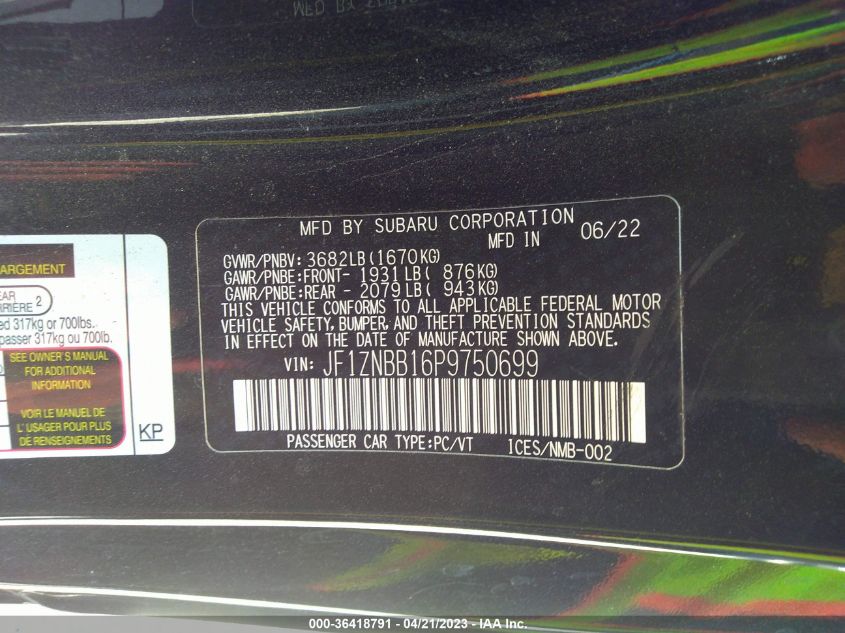 MFD BY SUBARU CORPORATION
MFD IN 06/22
GVWR/PNBV: 3682LB(1670KG)
GAWR/PNBE:FRONT- 1931LB( 876KG)
GAWR/PNBE:REAR - 2079LB( 943KG)
THIS VEHICLE CONFORMS TO ALL APPLICABLE FEDERAL MOTOR
VEHICLE SAFETY, BUMPER, AND THEFT PREVENTION STANDARDS
IN EFFECT ON THE DATE OF MANUFACTURE SHOWN ABOVE.
VIN: JF1ZNBB16P9750699
PASSENGER CAR TYPE:PC/VT ICES/NMB-002
ARGEMENT
EAR
RRIÈRE 2
ed 317kg or 700lbs.
passer 317kg ou 700lb.
SEE OWNER'S MANUAL
FOR ADDITIONAL
INFORMATION
VOIR LE MANUEL DE
L' USAGER POUR PLUS
DE RENSEIGNEMENTS
KP
000-36418791 - 04/21/2023 - IAA Inc.